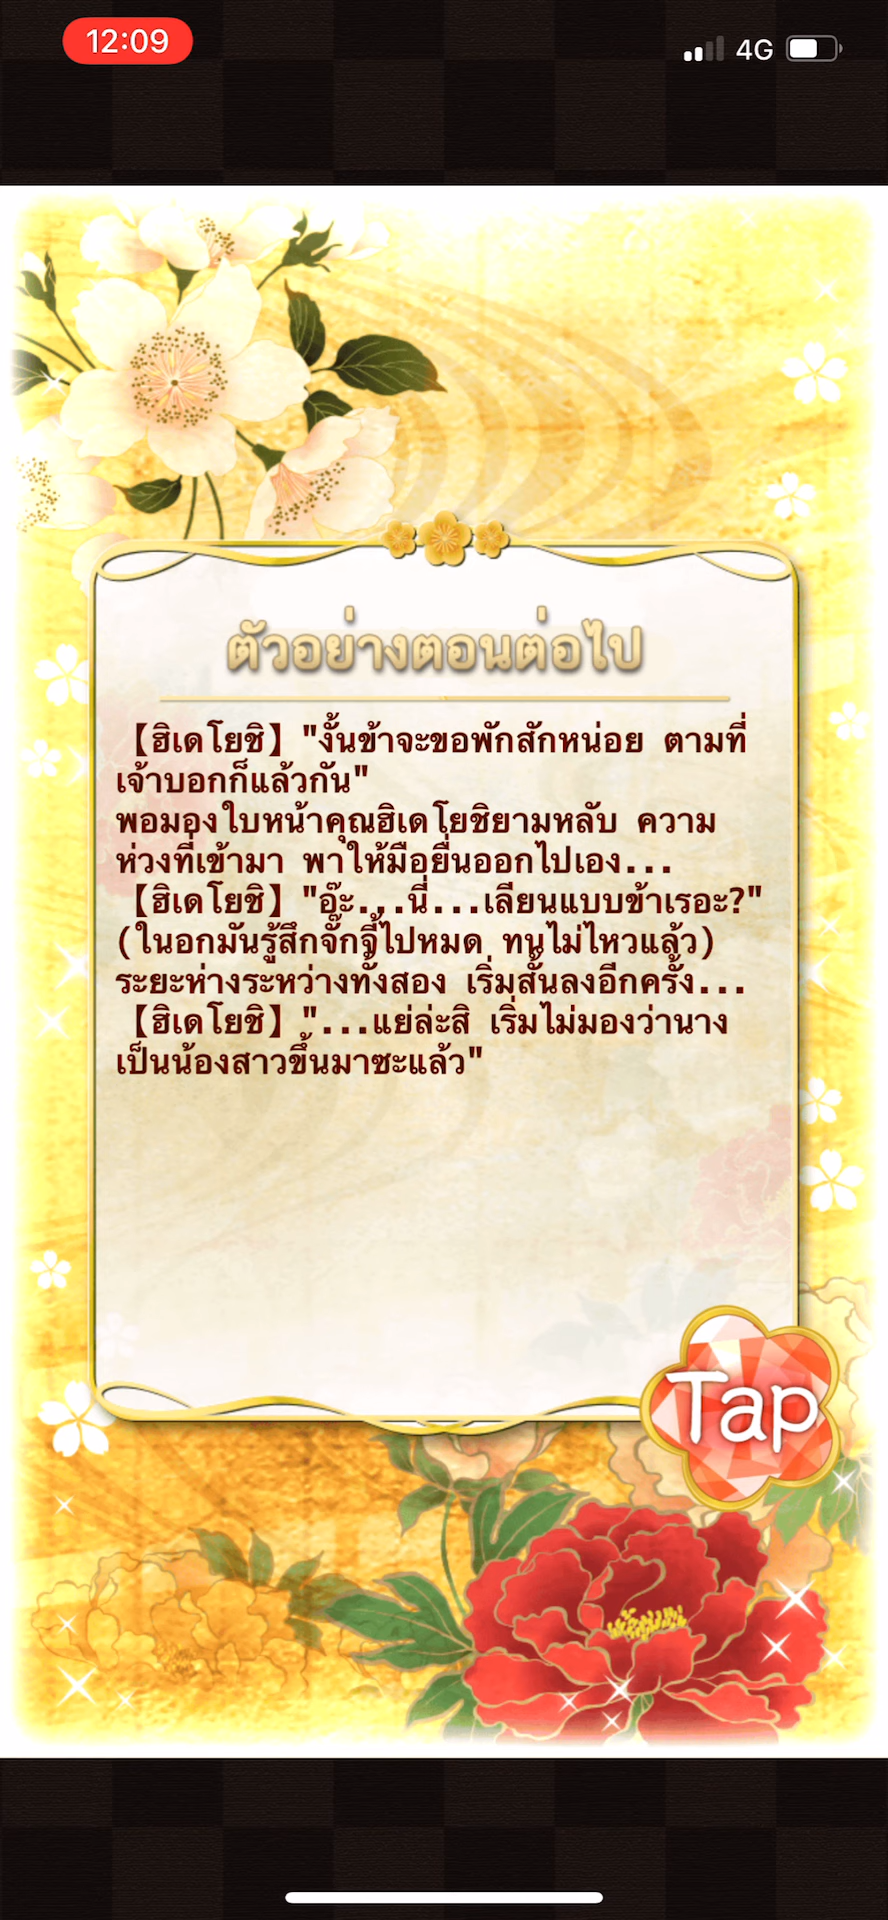 12:09
4G
ตัวอย่างตอนต่อไป
【ฮิเดโยชิ】"งั้นข้าจะขอพักสักหน่อย ตามที่
เจ้าบอกก็แล้วกัน"
พอมองใบหน้าคุณฮิเดโยชิยามหลับ ความ
ห่วงที่เข้ามา พาให้มือยื่นออกไปเอง...
【ฮิเดโยชิ】"อ๊ะ...นี่...เลียนแบบข้าเรอะ?"
(ในอกมันรู้สึกจั๊กจี้ไปหมด ทนไม่ไหวแล้ว)
ระยะห่างระหว่างทั้งสอง เริ่มสั้นลงอีกครั้ง...
【ฮิเดโยชิ】"...แย่ล่ะสิ เริ่มไม่มองว่านาง
เป็นน้องสาวขึ้นมาซะแล้ว"
Tap